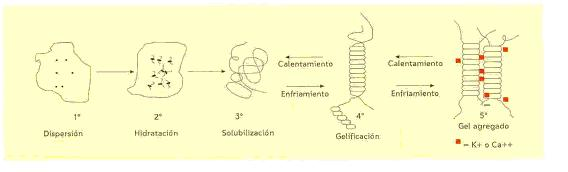 Calentamiento
Enfriamiento
Calentamiento
Enfriamiento
1°
2°
3°
4°
5°
Dispersión
Hidratación
Solubilización
Gelificación
Gel agregado
= K+ o Ca++